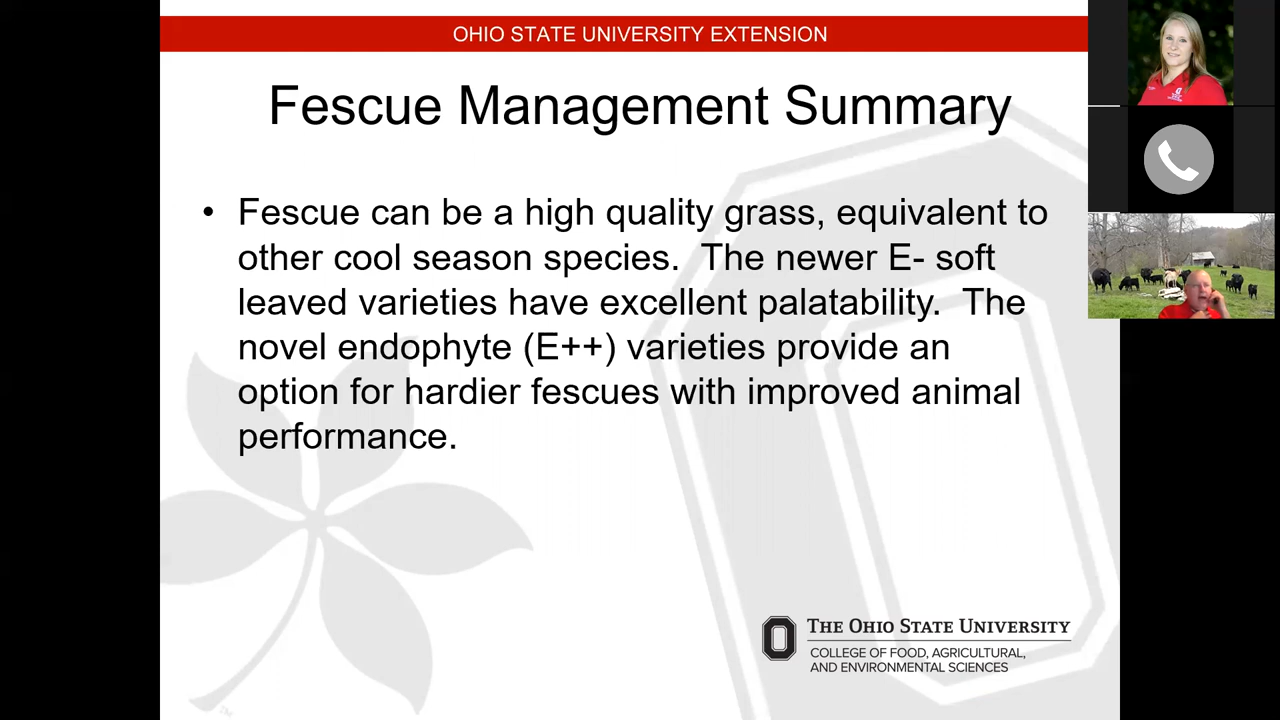 OHIO STATE UNIVERSITY EXTENSION
Fescue Management Summary
• Fescue can be a high quality grass, equivalent to
other cool season species.  The newer E- soft
leaved varieties have excellent palatability.  The
novel endophyte (E++) varieties provide an
option for hardier fescues with improved animal
performance.
THE OHIO STATE UNIVERSITY
COLLEGE OF FOOD, AGRICULTURAL,
AND ENVIRONMENTAL SCIENCES
TM